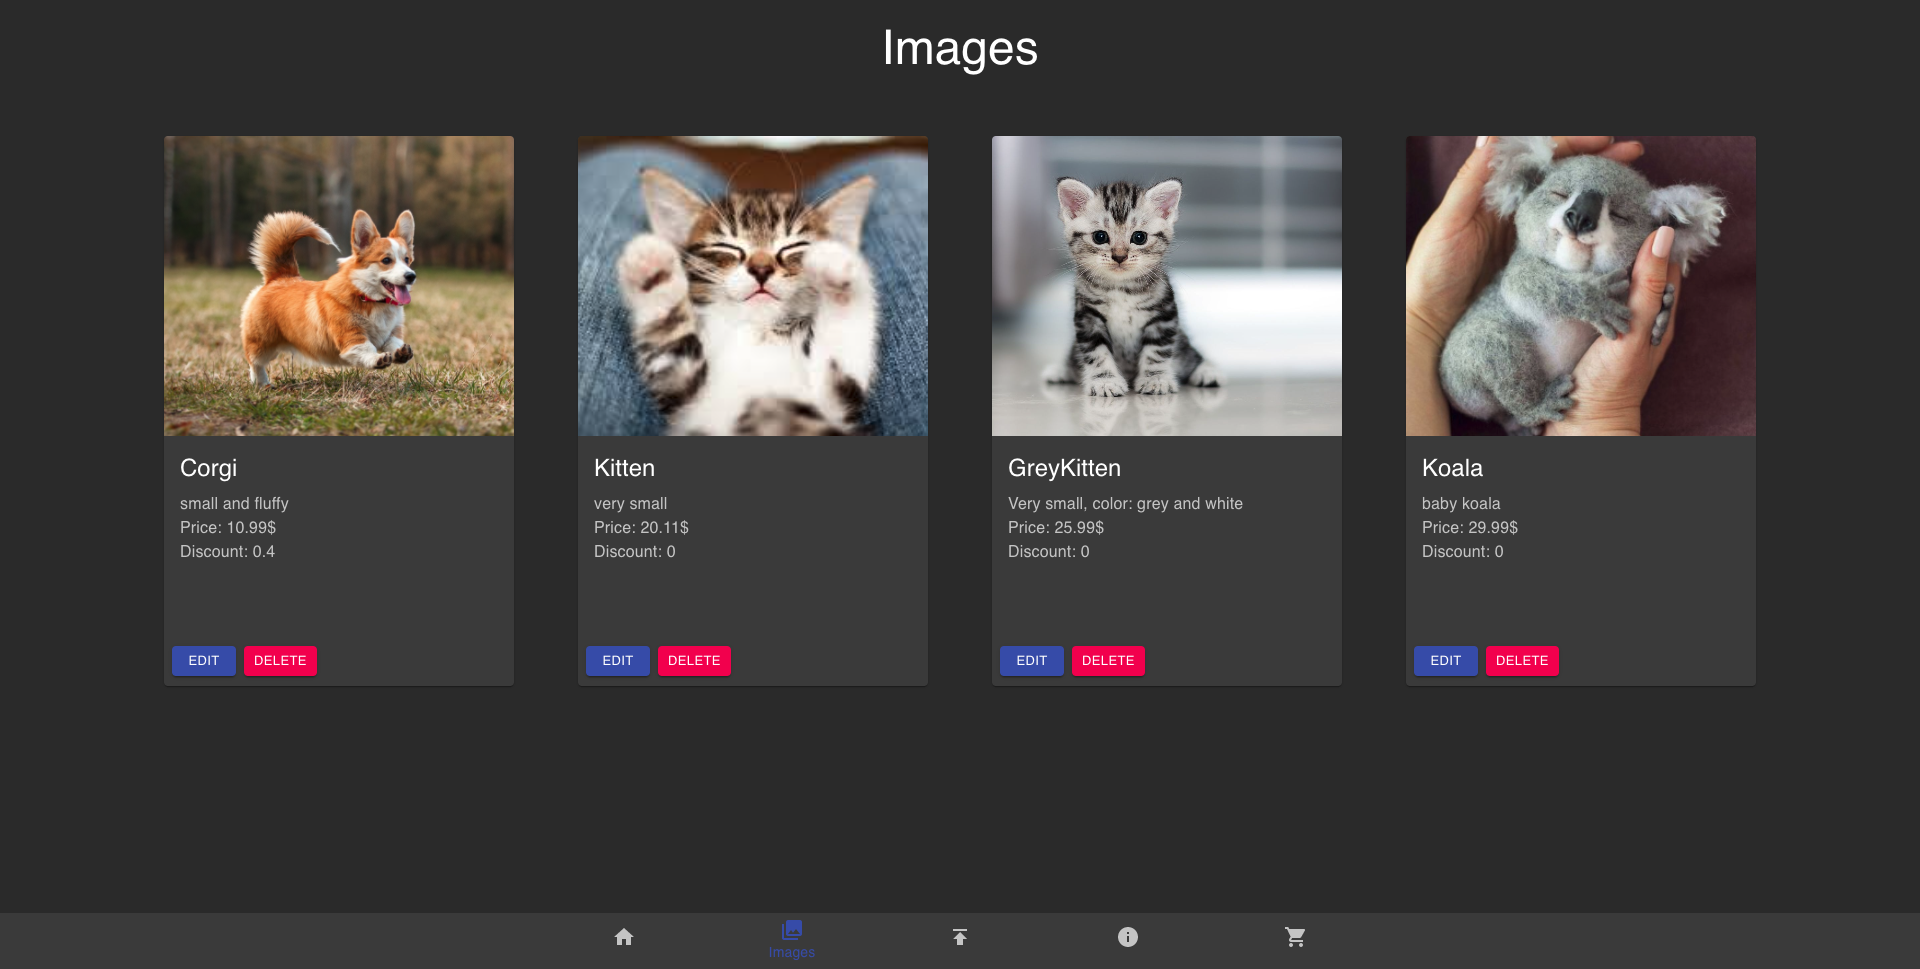 Images
Corgi
small and fluffy
Price: 10.99$
Discount: 0.4
EDIT DELETE
Kitten
very small
Price: 20.11$
Discount: 0
EDIT DELETE
GreyKitten
Very small, color: grey and white
Price: 25.99$
Discount: 0
EDIT DELETE
Koala
baby koala
Price: 29.99$
Discount: 0
EDIT DELETE
Images